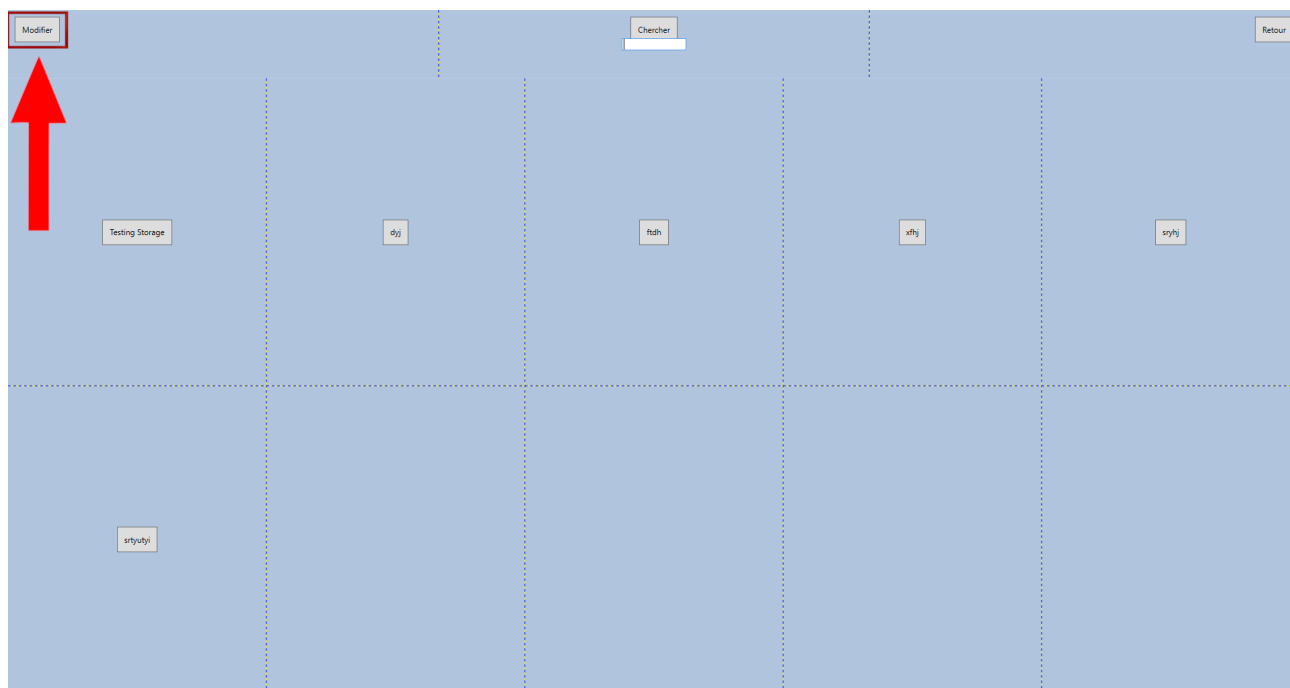 Modifier
Chercher
Retour
Testing Storage
dyj
ftdh
xfhj
sryhj
srtyutyi